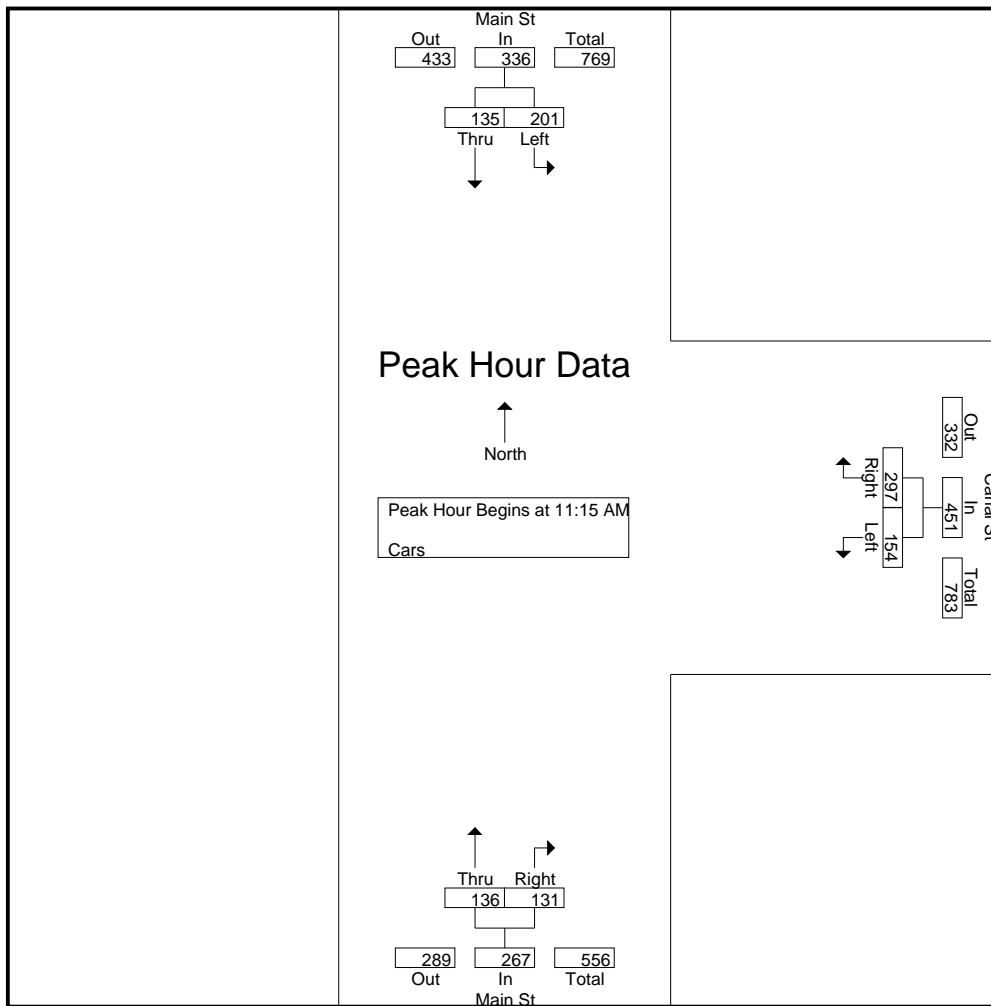 Main St
Out In Total
433 336 769
135 201
Thru Left
Peak Hour Data
North
Peak Hour Begins at 11:15 AM
Cars
Out In Total
332 451 783
Right Left
297 154
Thru Right
136 131
289 267 556
Out In Total
Main St